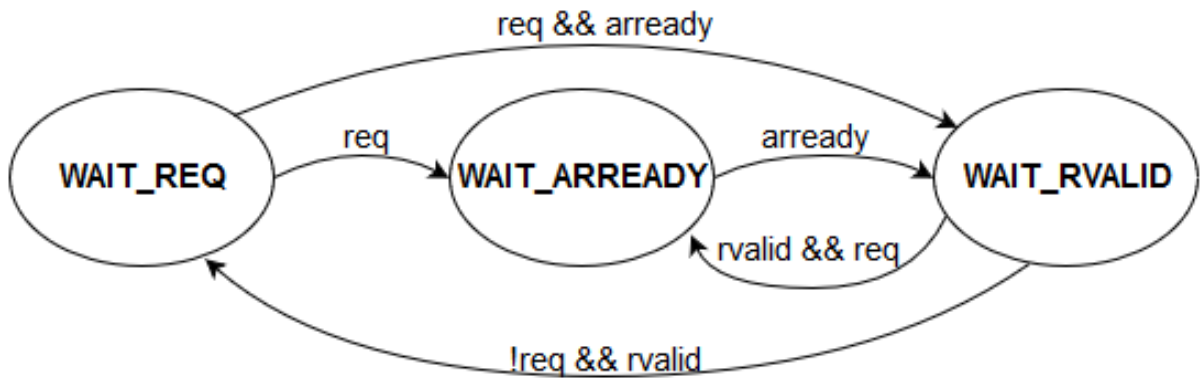 req && arready
req
arready
WAIT_REQ
WAIT_ARREADY
WAIT_RVALID
rvalid && req
!req && rvalid